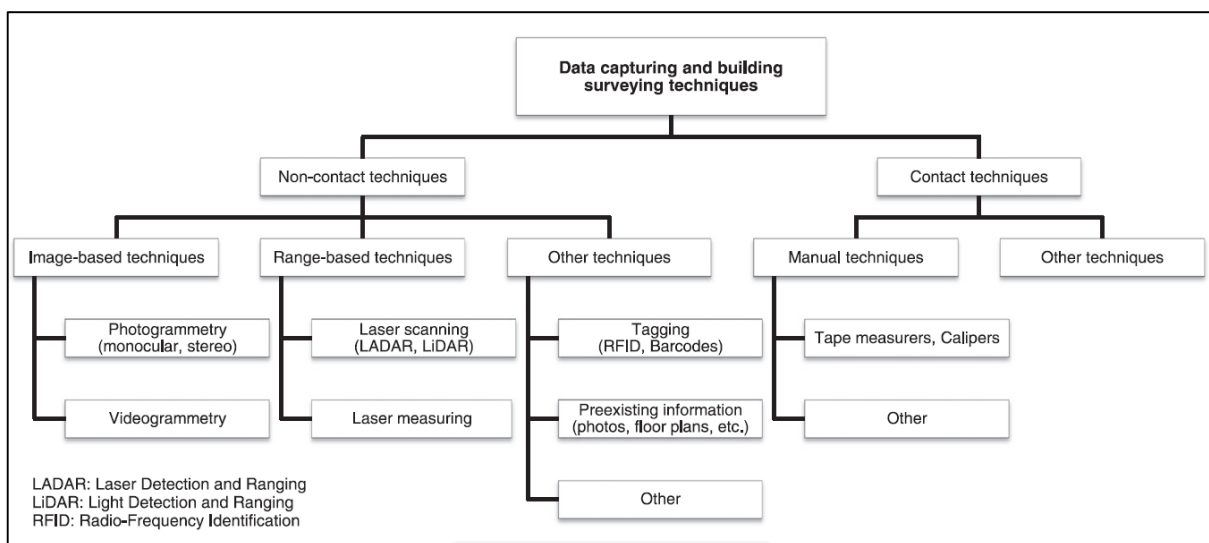 Data capturing and building
surveying techniques
Non-contact techniques
Contact techniques
Image-based techniques
Range-based techniques
Other techniques
Manual techniques
Other techniques
Photogrammetry
(monocular, stereo)
Laser scanning
(LADAR, LiDAR)
Tagging
(RFID, Barcodes)
Tape measurers, Calipers
Videogrammetry
Laser measuring
Preexisting information
(photos, floor plans, etc.)
Other
Other
LADAR: Laser Detection and Ranging
LiDAR: Light Detection and Ranging
RFID: Radio-Frequency Identification